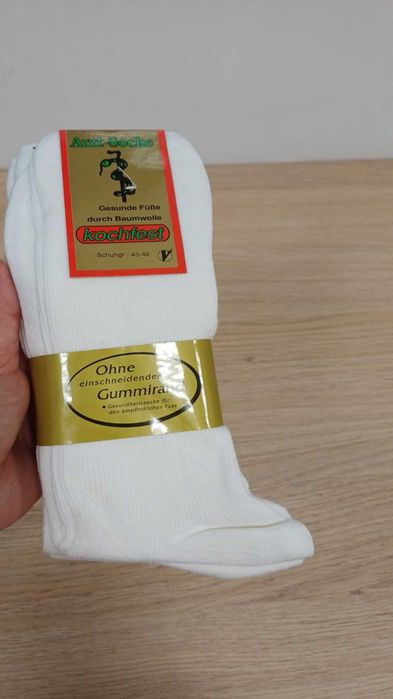 Arzt-Socke
Gesunde Füße
durch Baumwolle
kochfest
Schuhgr.: 43-46
Ohne
einschneidenden
Gummirand
• Gesundheitssocke für
den empfindlichen Fuss